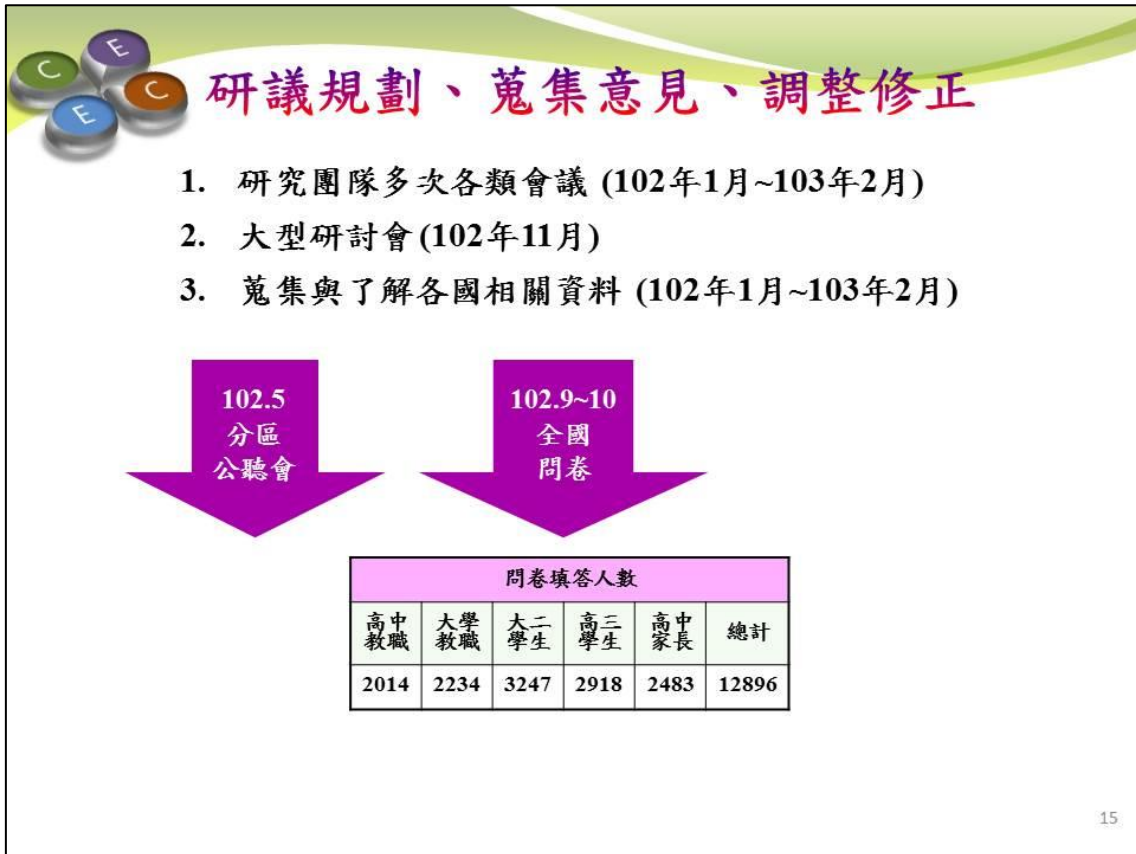 C E C E
研議規劃、蒐集意見、調整修正
1. 研究團隊多次各類會議 (102年1月~103年2月)
2. 大型研討會(102年11月)
3. 蒐集與了解各國相關資料 (102年1月~103年2月)
102.5
分區
公聽會
102.9~10
全國
問卷
問卷填答人數
高中教職 大學教職 大二學生 高三學生 高中家長 總計
2014 2234 3247 2918 2483 12896
15